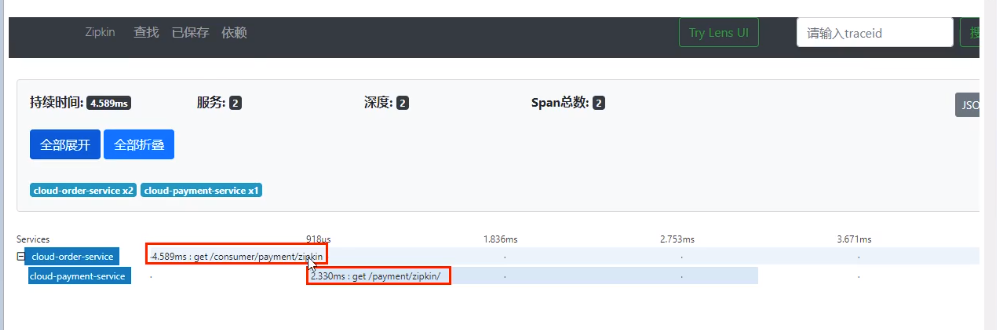 Zipkin 查找 已保存 依赖 Try Lens UI 请输入traceid
持续时间: 4.589ms 服务: 2 深度: 2 Span总数: 2 JSO
全部展开 全部折叠
cloud-order-service x2 cloud-payment-service x1
Services 918μs 1.836ms 2.753ms 3.671ms
cloud-order-service 4.589ms : get /consumer/payment/zipkin
cloud-payment-service 2.330ms : get /payment/zipkin/